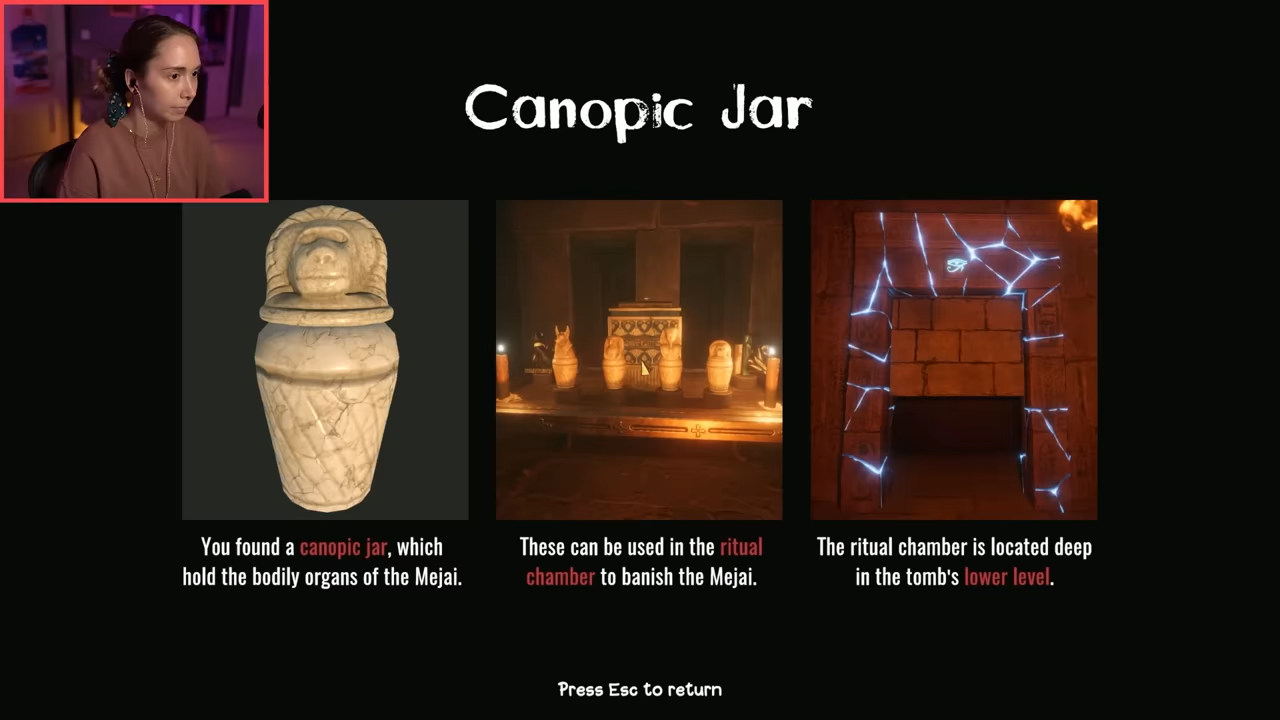 Canopic Jar
You found a canopic jar, which
hold the bodily organs of the Mejai.
These can be used in the ritual
chamber to banish the Mejai.
The ritual chamber is located deep
in the tomb's lower level.
Press Esc to return